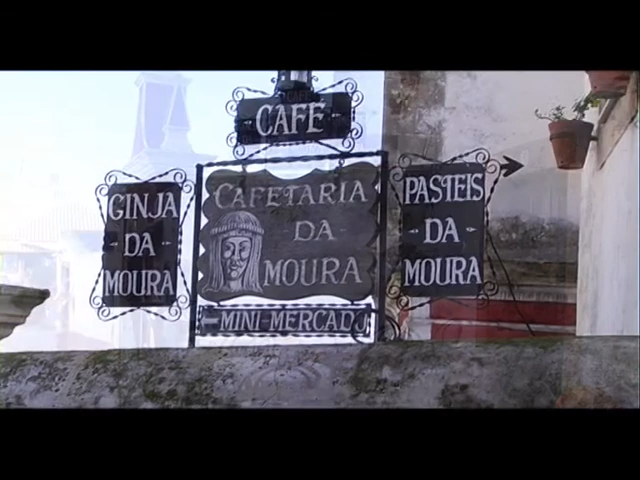 CAFÉ
GINJA
DA
MOURA
CAFETARIA
DA
MOURA
PASTEIS
DA
MOURA
MINI-MERCADO